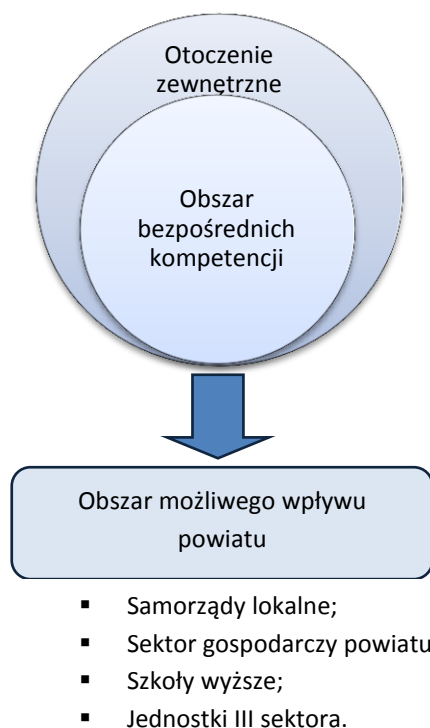 Otoczenie
zewnętrzne
Obszar
bezpośrednich
kompetencji
Obszar możliwego wpływu
powiatu
▪ Samorządy lokalne;
▪ Sektor gospodarczy powiatu
▪ Szkoły wyższe;
▪ Jednostki III sektora.